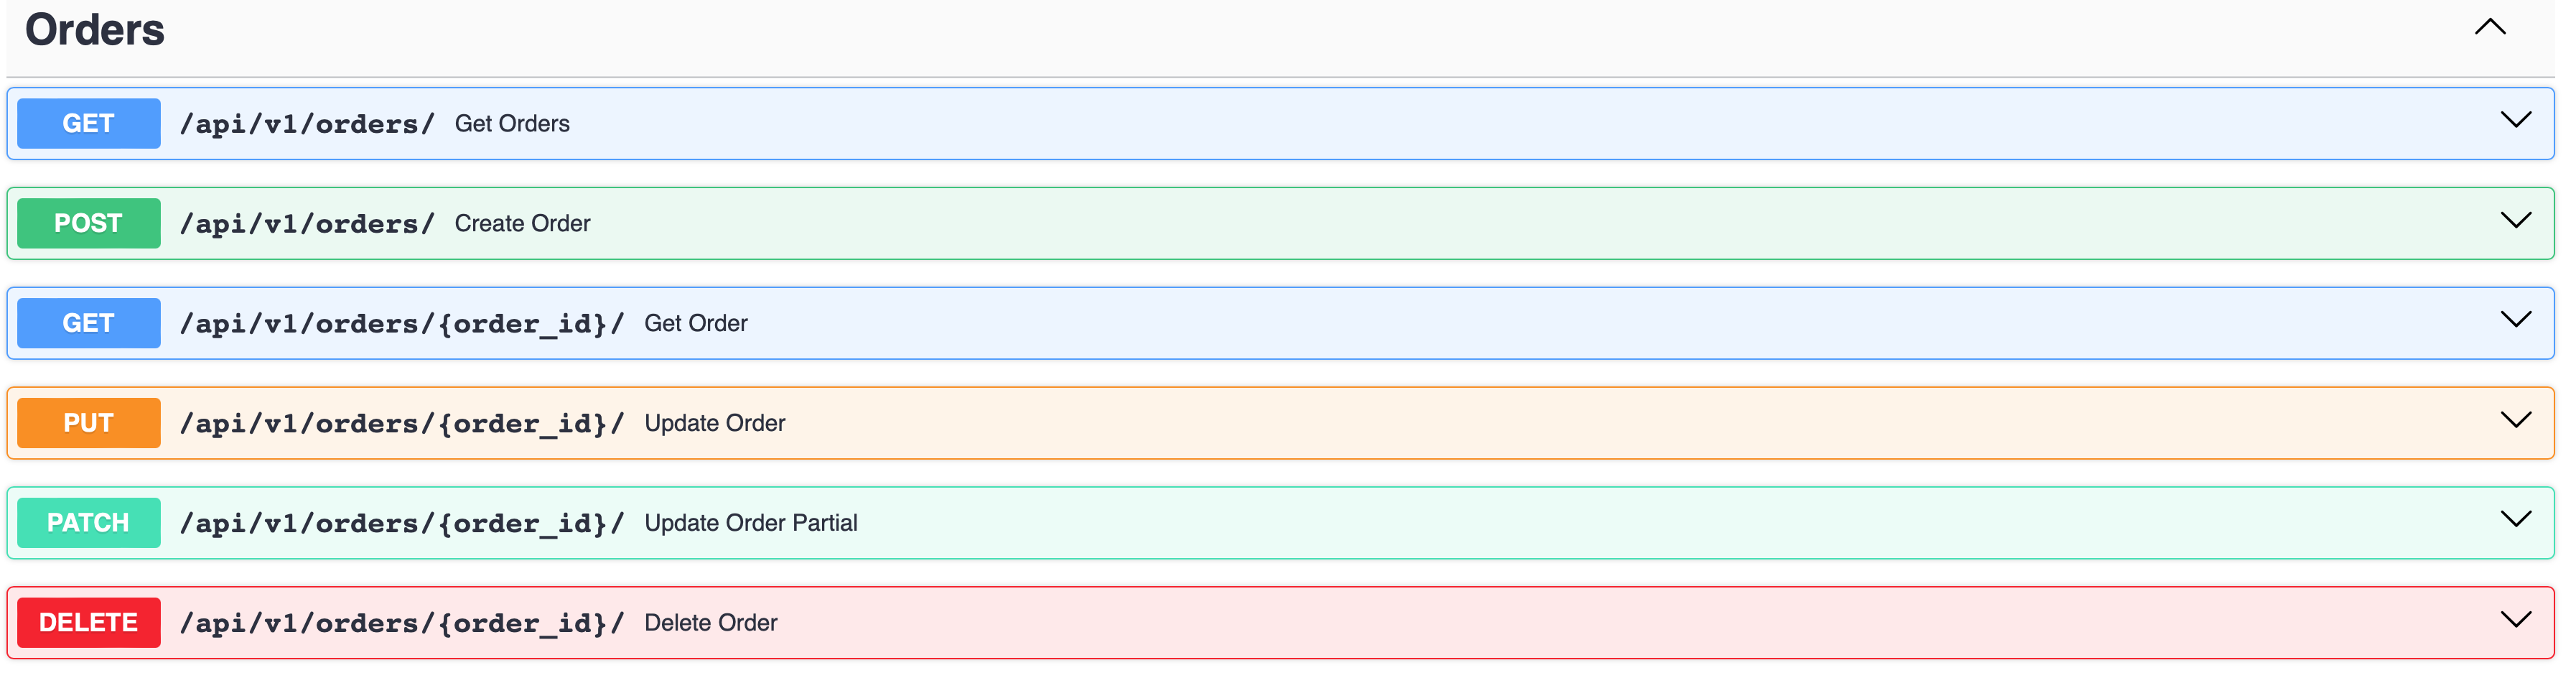 Orders
GET /api/v1/orders/ Get Orders
POST /api/v1/orders/ Create Order
GET /api/v1/orders/{order_id}/ Get Order
PUT /api/v1/orders/{order_id}/ Update Order
PATCH /api/v1/orders/{order_id}/ Update Order Partial
DELETE /api/v1/orders/{order_id}/ Delete Order